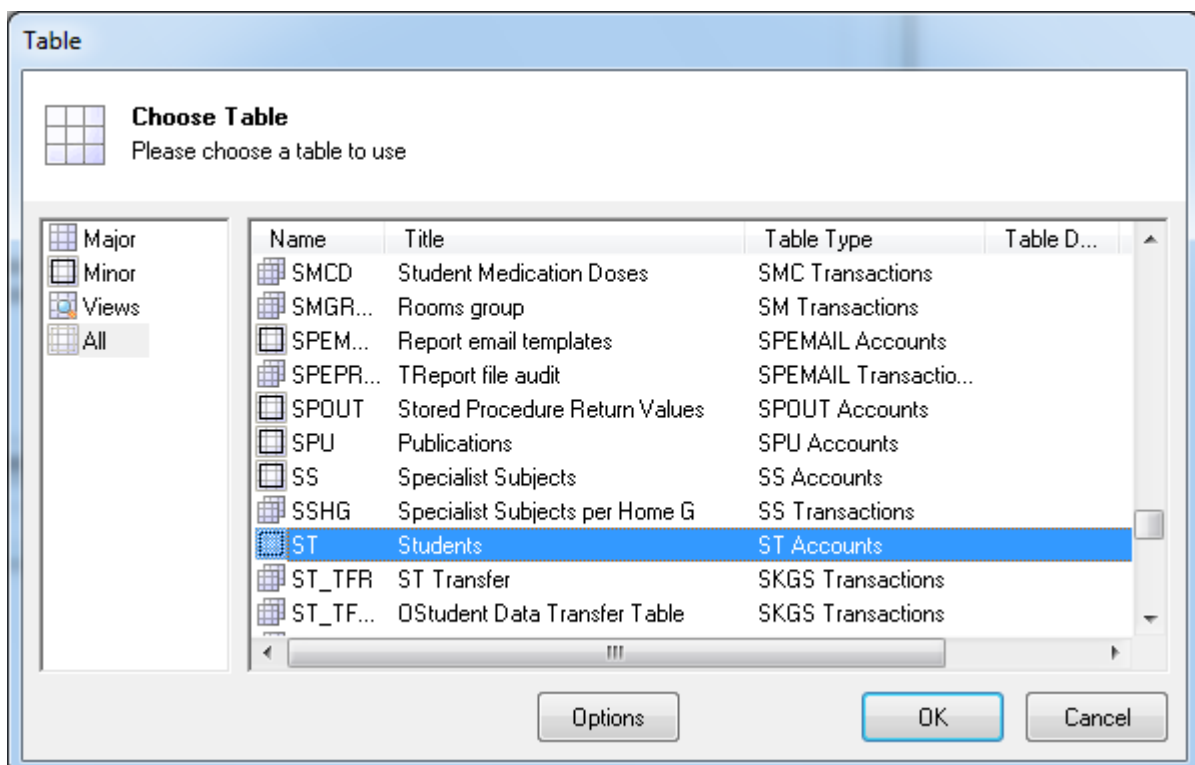 Table
Choose Table
Please choose a table to use
Major
Minor
Views
All
Name Title Table Type Table D...
SMCD Student Medication Doses SMC Transactions
SMGR... Rooms group SM Transactions
SPEM... Report email templates SPEMAIL Accounts
SPEPR... TReport file audit SPEMAIL Transactio...
SPOUT Stored Procedure Return Values SPOUT Accounts
SPU Publications SPU Accounts
SS Specialist Subjects SS Accounts
SSHG Specialist Subjects per Home G SS Transactions
ST Students ST Accounts
ST_TFR ST Transfer SKGS Transactions
ST_TF... OStudent Data Transfer Table SKGS Transactions
Options OK Cancel